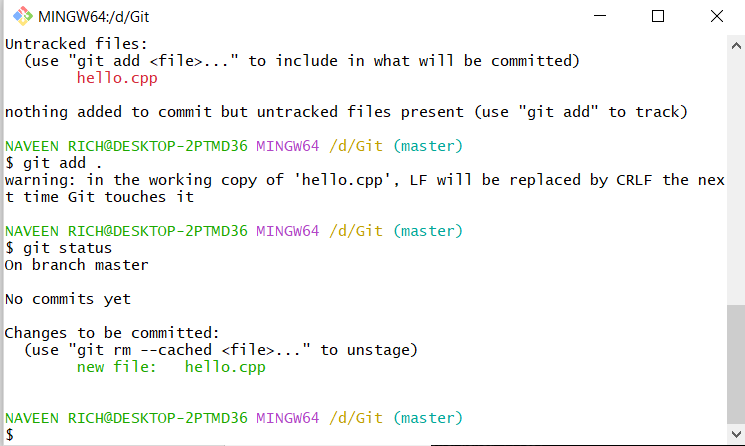 MINGW64:/d/Git
Untracked files:
  (use "git add <file>..." to include in what will be committed)
        hello.cpp

nothing added to commit but untracked files present (use "git add" to track)

NAVEEN RICH@DESKTOP-2PTMD36 MINGW64 /d/Git (master)
$ git add .
warning: in the working copy of 'hello.cpp', LF will be replaced by CRLF the nex
t time Git touches it

NAVEEN RICH@DESKTOP-2PTMD36 MINGW64 /d/Git (master)
$ git status
On branch master

No commits yet

Changes to be committed:
  (use "git rm --cached <file>..." to unstage)
        new file:   hello.cpp


NAVEEN RICH@DESKTOP-2PTMD36 MINGW64 /d/Git (master)
$